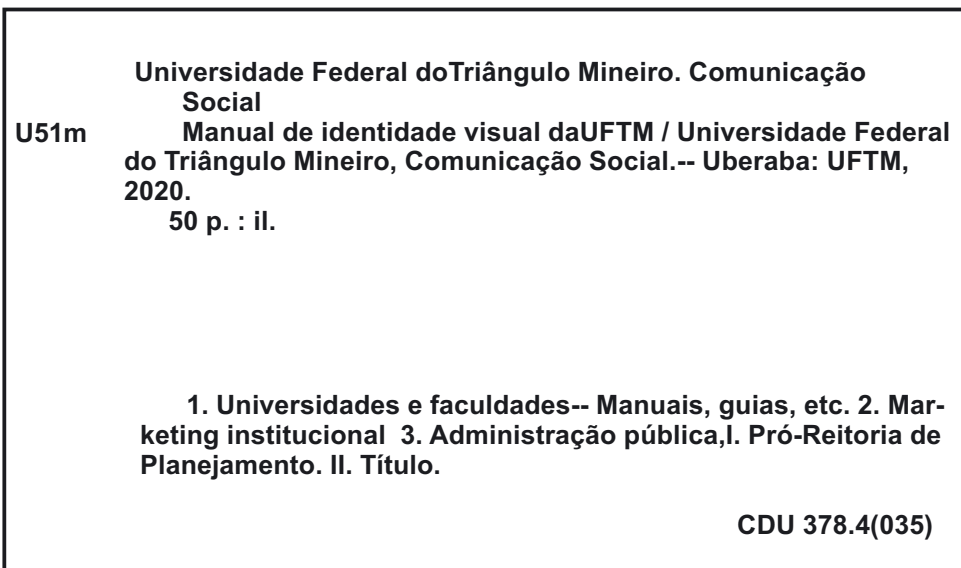 Universidade Federal doTriângulo Mineiro. Comunicação
Social
U51m Manual de identidade visual daUFTM / Universidade Federal
do Triângulo Mineiro, Comunicação Social.-- Uberaba: UFTM,
2020.
50 p. : il.
1. Universidades e faculdades-- Manuais, guias, etc. 2. Mar-
keting institucional 3. Administração pública,I. Pró-Reitoria de
Planejamento. II. Título.
CDU 378.4(035)